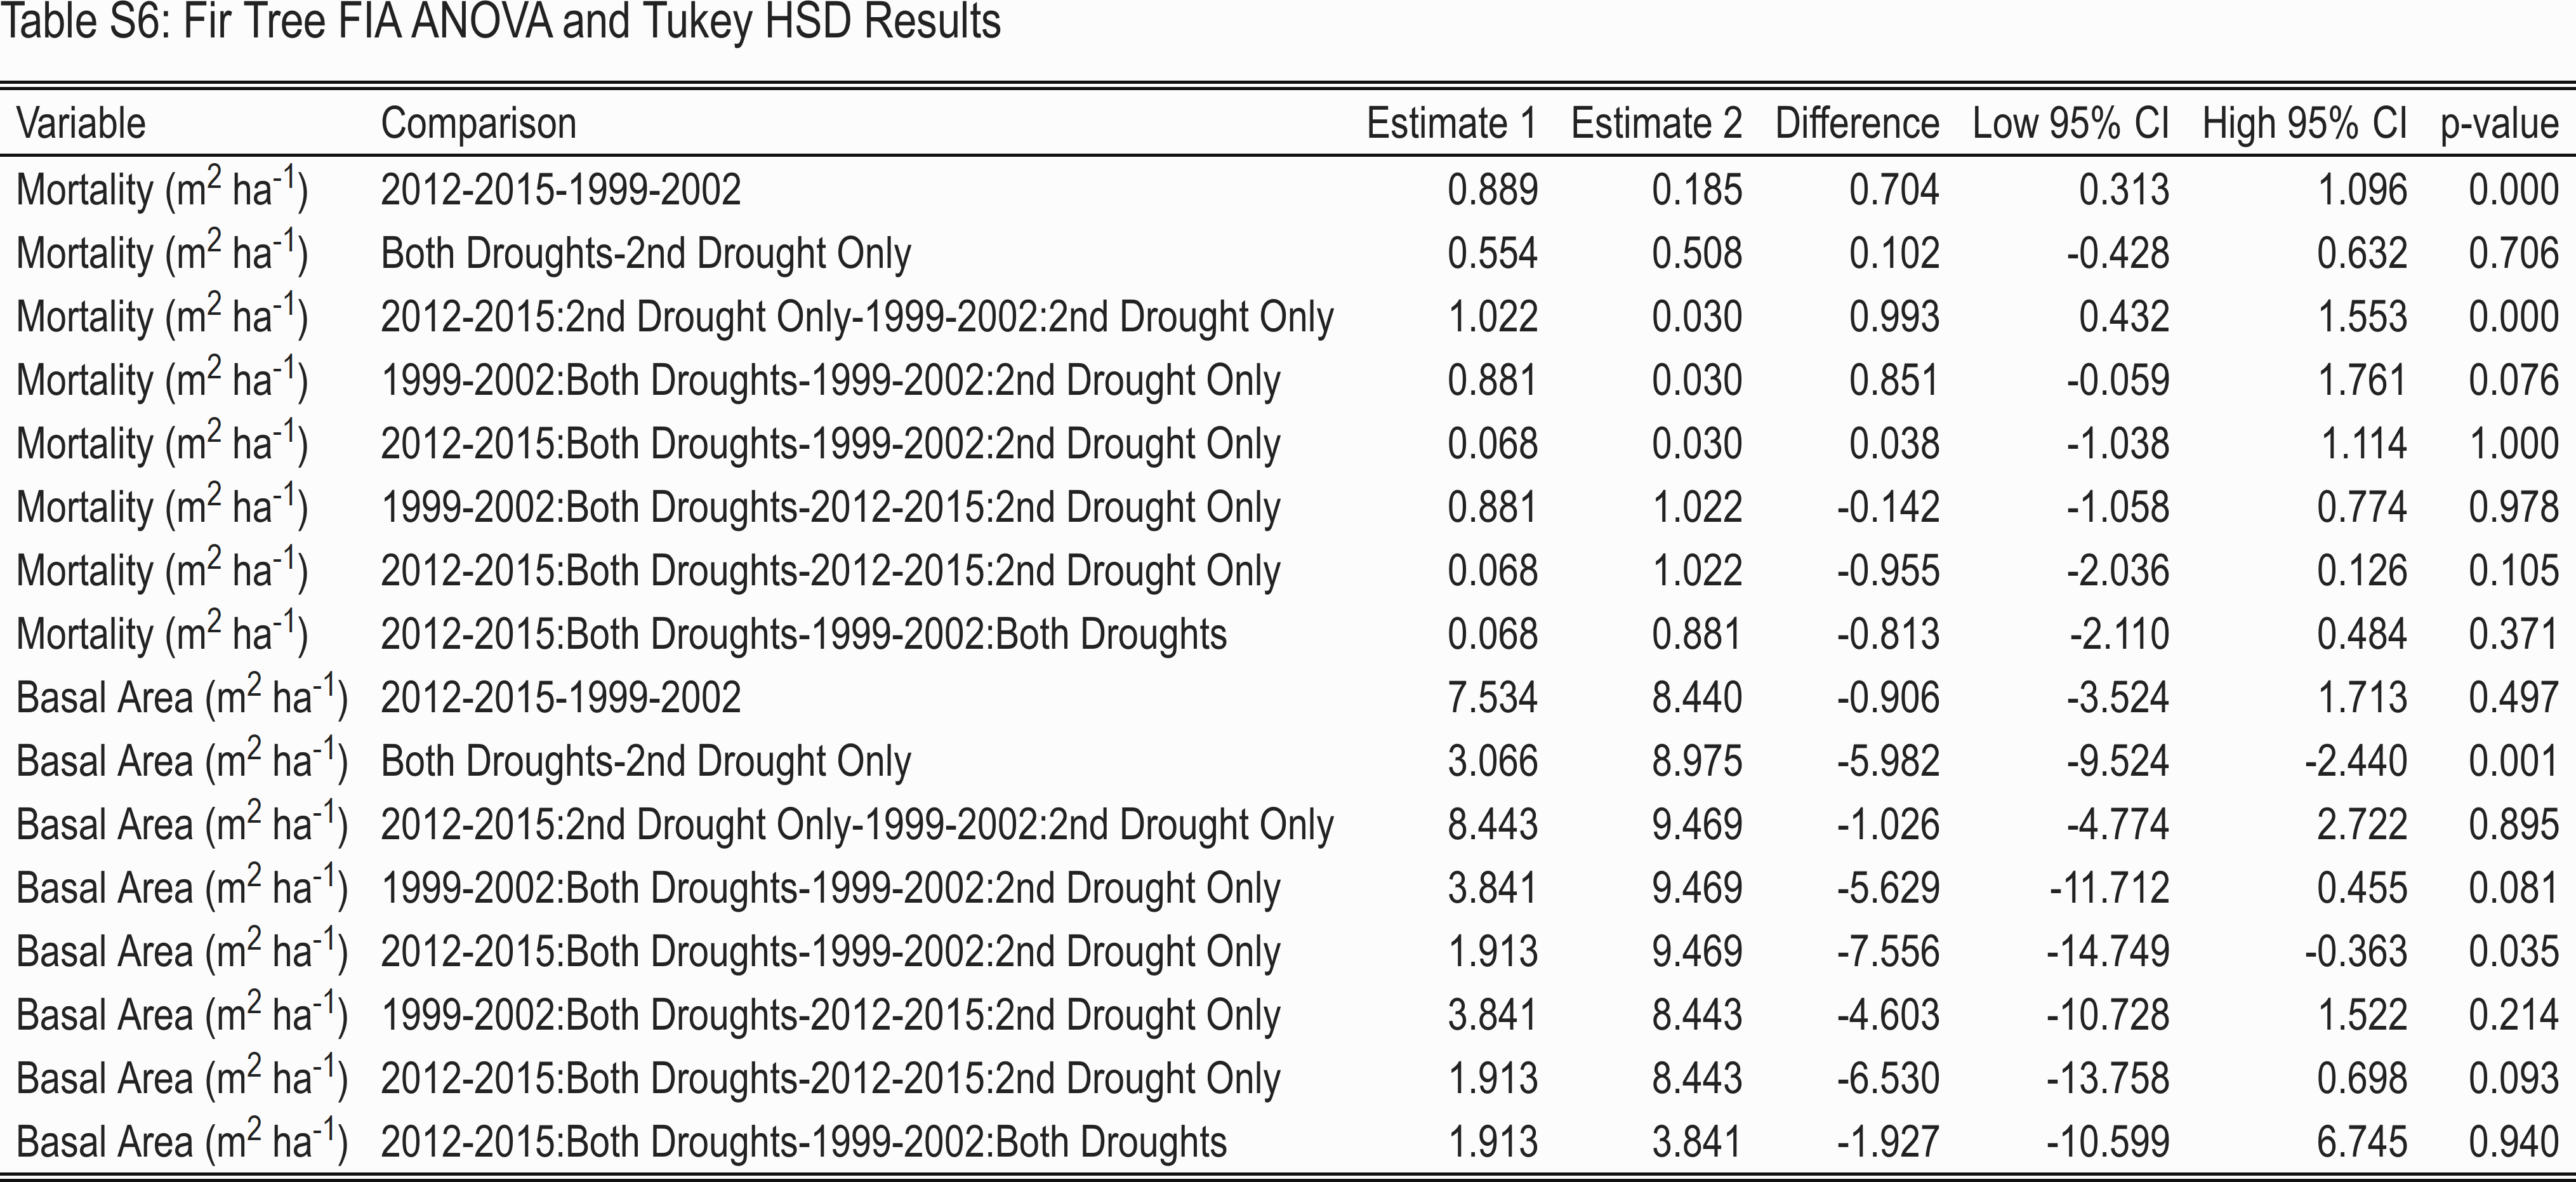 Table S6: Fir Tree FIA ANOVA and Tukey HSD Results
Variable Comparison Estimate 1 Estimate 2 Difference Low 95% CI High 95% CI p-value
Mortality (m² ha⁻¹) 2012-2015-1999-2002 0.889 0.185 0.704 0.313 1.096 0.000
Mortality (m² ha⁻¹) Both Droughts-2nd Drought Only 0.554 0.508 0.102 -0.428 0.632 0.706
Mortality (m² ha⁻¹) 2012-2015:2nd Drought Only-1999-2002:2nd Drought Only 1.022 0.030 0.993 0.432 1.553 0.000
Mortality (m² ha⁻¹) 1999-2002:Both Droughts-1999-2002:2nd Drought Only 0.881 0.030 0.851 -0.059 1.761 0.076
Mortality (m² ha⁻¹) 2012-2015:Both Droughts-1999-2002:2nd Drought Only 0.068 0.030 0.038 -1.038 1.114 1.000
Mortality (m² ha⁻¹) 1999-2002:Both Droughts-2012-2015:2nd Drought Only 0.881 1.022 -0.142 -1.058 0.774 0.978
Mortality (m² ha⁻¹) 2012-2015:Both Droughts-2012-2015:2nd Drought Only 0.068 1.022 -0.955 -2.036 0.126 0.105
Mortality (m² ha⁻¹) 2012-2015:Both Droughts-1999-2002:Both Droughts 0.068 0.881 -0.813 -2.110 0.484 0.371
Basal Area (m² ha⁻¹) 2012-2015-1999-2002 7.534 8.440 -0.906 -3.524 1.713 0.497
Basal Area (m² ha⁻¹) Both Droughts-2nd Drought Only 3.066 8.975 -5.982 -9.524 -2.440 0.001
Basal Area (m² ha⁻¹) 2012-2015:2nd Drought Only-1999-2002:2nd Drought Only 8.443 9.469 -1.026 -4.774 2.722 0.895
Basal Area (m² ha⁻¹) 1999-2002:Both Droughts-1999-2002:2nd Drought Only 3.841 9.469 -5.629 -11.712 0.455 0.081
Basal Area (m² ha⁻¹) 2012-2015:Both Droughts-1999-2002:2nd Drought Only 1.913 9.469 -7.556 -14.749 -0.363 0.035
Basal Area (m² ha⁻¹) 1999-2002:Both Droughts-2012-2015:2nd Drought Only 3.841 8.443 -4.603 -10.728 1.522 0.214
Basal Area (m² ha⁻¹) 2012-2015:Both Droughts-2012-2015:2nd Drought Only 1.913 8.443 -6.530 -13.758 0.698 0.093
Basal Area (m² ha⁻¹) 2012-2015:Both Droughts-1999-2002:Both Droughts 1.913 3.841 -1.927 -10.599 6.745 0.940